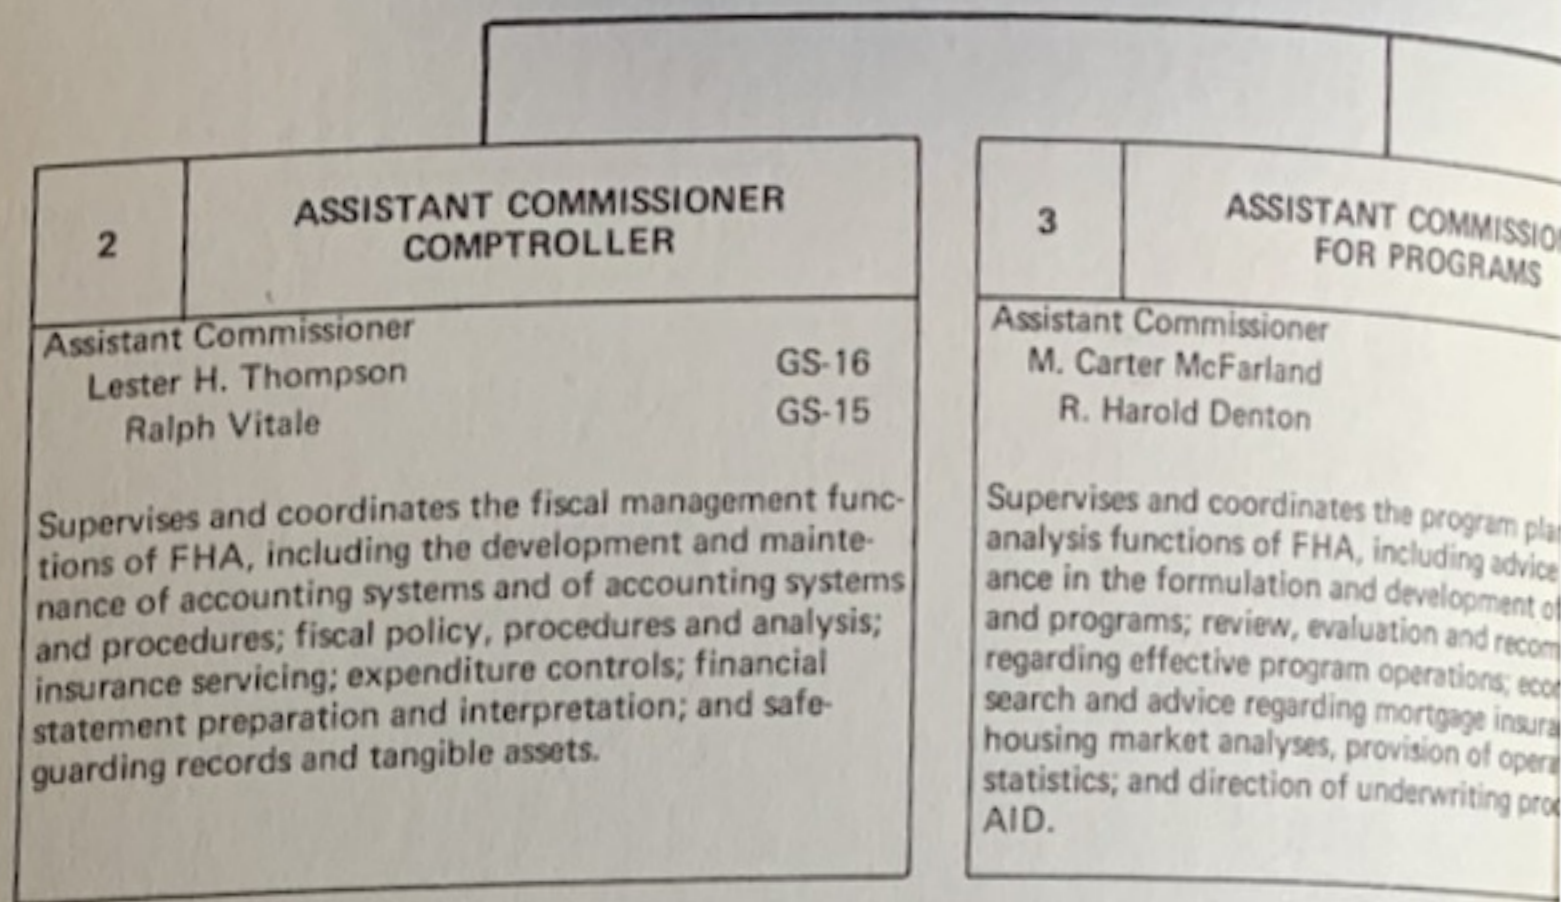 2
ASSISTANT COMMISSIONER
COMPTROLLER
Assistant Commissioner
Lester H. Thompson GS-16
Ralph Vitale GS-15
Supervises and coordinates the fiscal management func-
tions of FHA, including the development and mainte-
nance of accounting systems and of accounting systems
and procedures; fiscal policy, procedures and analysis;
insurance servicing; expenditure controls; financial
statement preparation and interpretation; and safe-
guarding records and tangible assets.
3
ASSISTANT
FOR PROGRAMS
Assistant Commissioner
M. Carter McFarland
R. Harold Denton
Supervises and coordinates the program
analysis functions of FHA, including advice
ance in the formulation and development
and programs; review, evaluation and
regarding effective program operations;
search and advice regarding mortgage
housing market analyses, provision of
statistics; and direction of underwriting
AID.